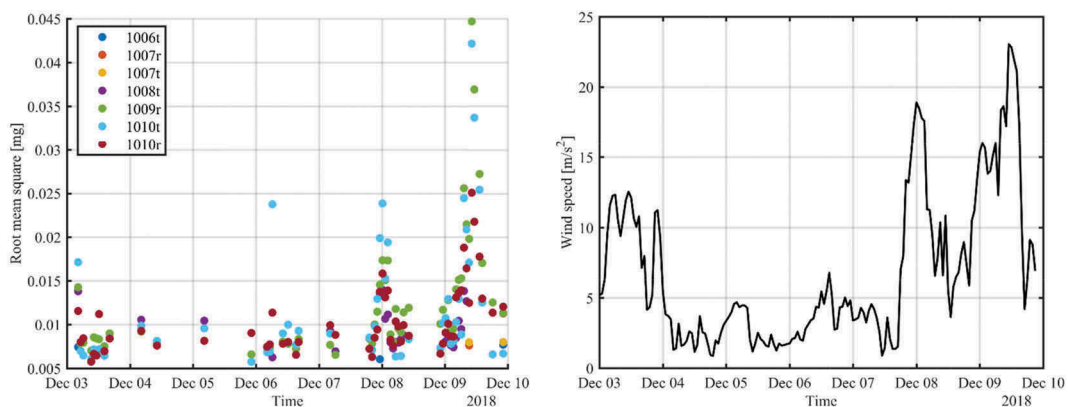 0.045
0.04
0.035
0.03
0.025
0.02
0.015
0.01
0.005
Root mean square [mg]
1006t
1007r
1007t
1008t
1009r
1010t
1010r
Dec 03 Dec 04 Dec 05 Dec 06 Dec 07 Dec 08 Dec 09 Dec 10
Time 2018
25
20
15
10
5
0
Wind speed [m/s²]
Dec 03 Dec 04 Dec 05 Dec 06 Dec 07 Dec 08 Dec 09 Dec 10
Time 2018